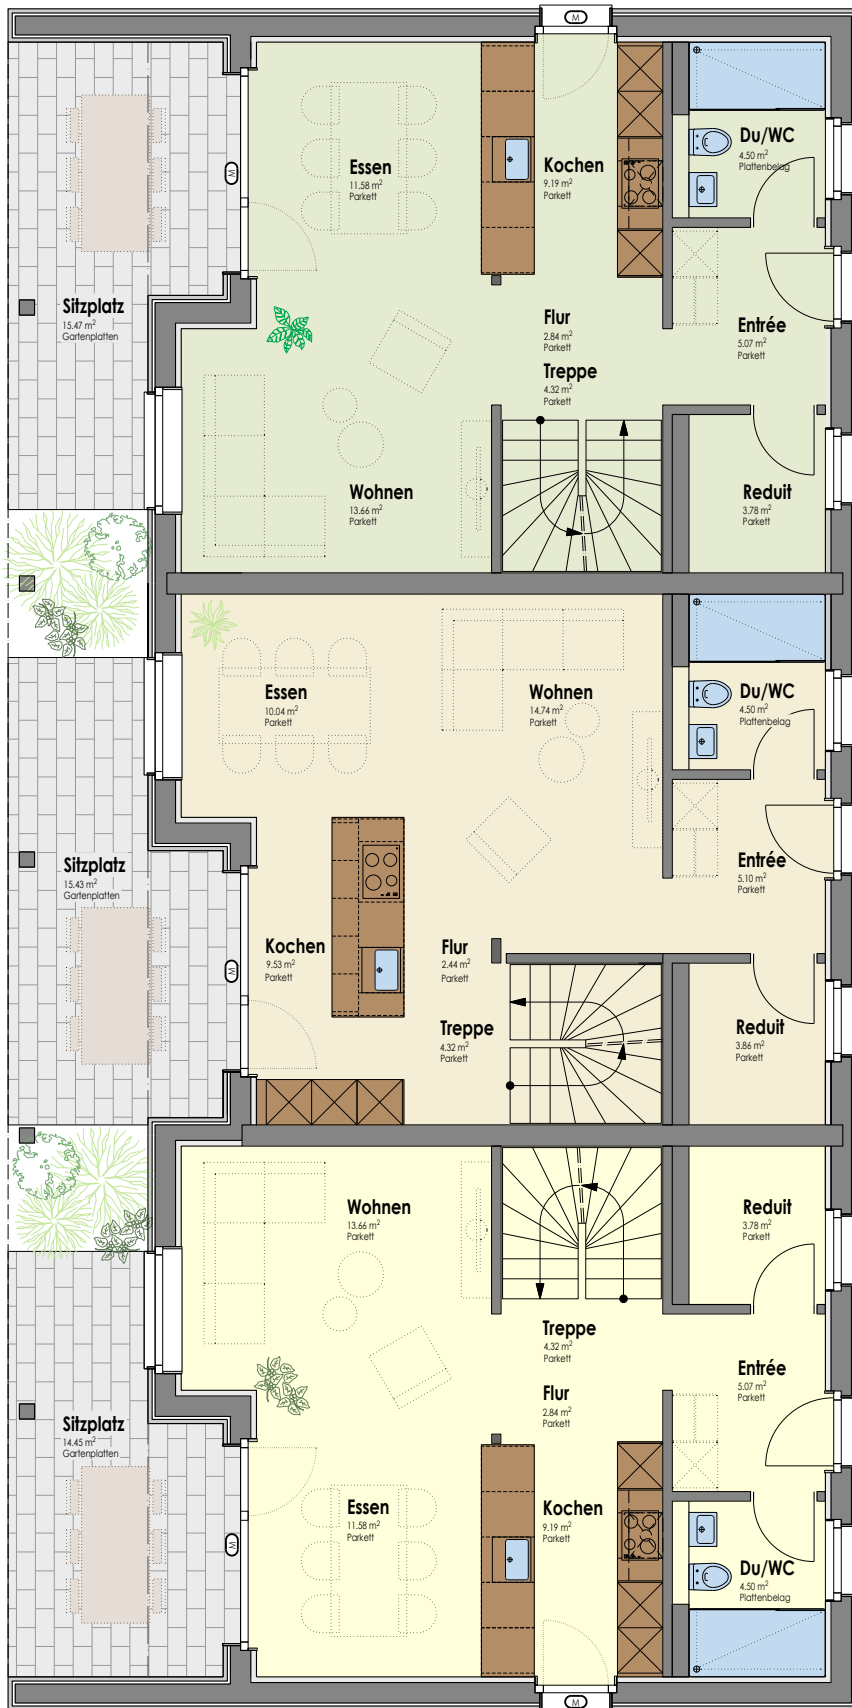 M
Essen
11.58 m²
Parkett
Kochen
9.19 m²
Parkett
Du/WC
4.50 m²
Plattenbelag
M
Sitzplatz
15.47 m²
Gartenplatten
Flur
2.84 m²
Parkett
Entrée
5.07 m²
Parkett
Treppe
4.32 m²
Parkett
Wohnen
13.66 m²
Parkett
Reduit
3.78 m²
Parkett
Essen
10.04 m²
Parkett
Wohnen
14.74 m²
Parkett
Du/WC
4.50 m²
Plattenbelag
Sitzplatz
15.43 m²
Gartenplatten
Entrée
5.10 m²
Parkett
Kochen
9.53 m²
Parkett
Flur
2.44 m²
Parkett
M
Treppe
4.32 m²
Parkett
Reduit
3.86 m²
Parkett
Wohnen
13.66 m²
Parkett
Reduit
3.78 m²
Parkett
Treppe
4.32 m²
Parkett
Entrée
5.07 m²
Parkett
Flur
2.84 m²
Parkett
Sitzplatz
14.45 m²
Gartenplatten
Essen
11.58 m²
Parkett
Kochen
9.19 m²
Parkett
M
Du/WC
4.50 m²
Plattenbelag
M